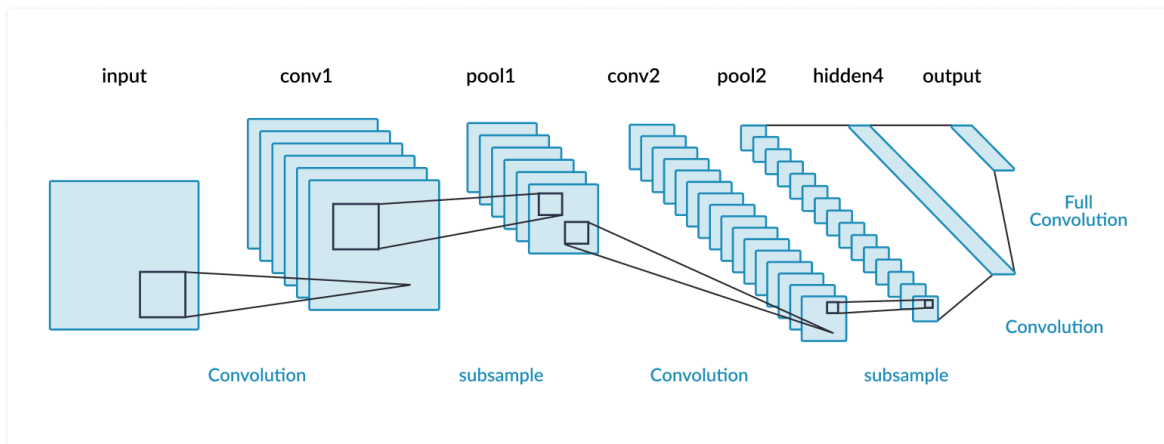 input conv1 pool1 conv2 pool2 hidden4 output
Full
Convolution
Convolution
Convolution subsample Convolution subsample